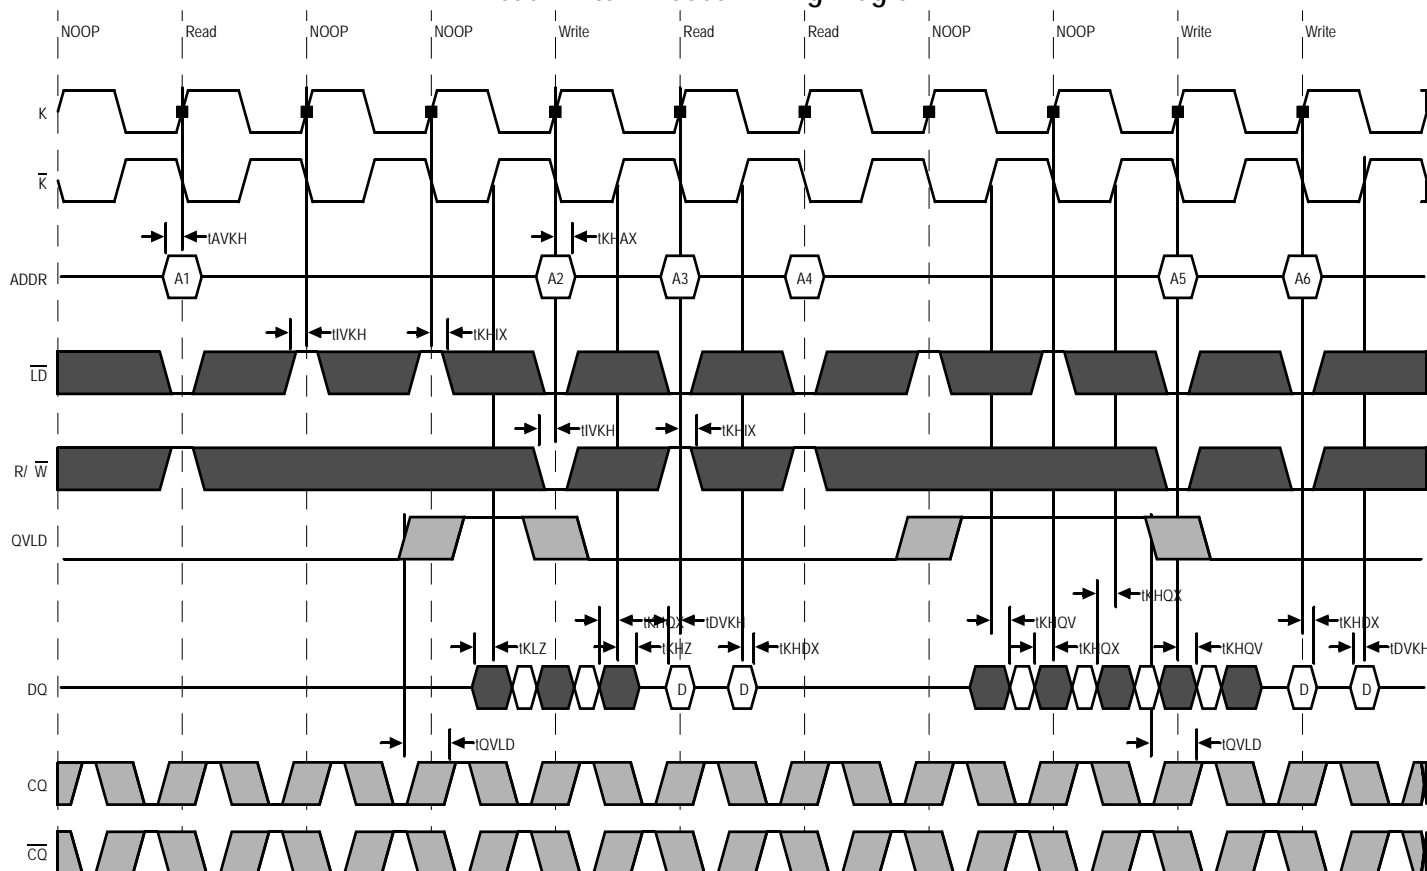 NOOP Read NOOP NOOP Write Read Read NOOP NOOP Write Write
K
K
tAVKH tKHAX
ADDR A1 A2 A3 A4 A5 A6
tIVKH tKHIX
LD
tIVKH tKHIX
R/ W
QVLD
tKHQX
tKHQX tDVKH tKHQV tKHDX
tKLZ tKHZ tKHDX tKHQX tKHQV tDVKH
DQ D D D D
tQVLD tQVLD
CQ
CQ